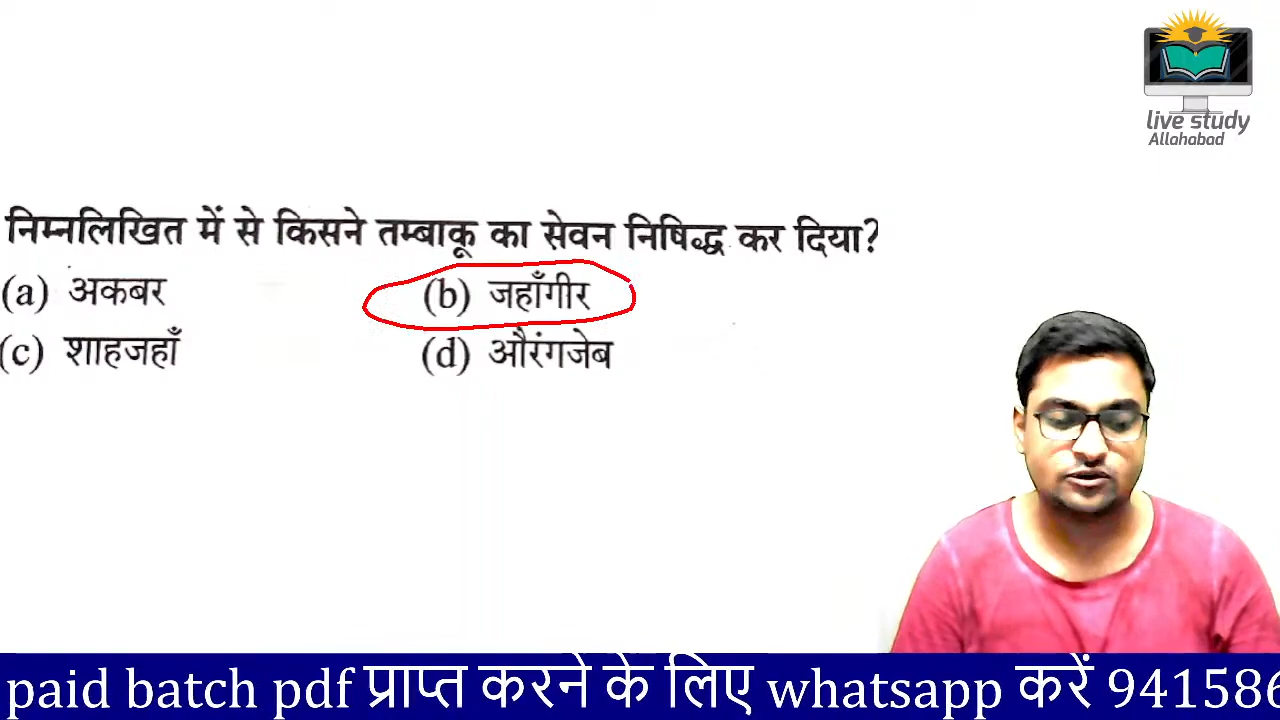 live study
Allahabad
निम्नलिखित में से किसने तम्बाकू का सेवन निषिद्ध कर दिया?
(a) अकबर (b) जहाँगीर
(c) शाहजहाँ (d) औरंगजेब
paid batch pdf प्राप्त करने के लिए whatsapp करें 941586